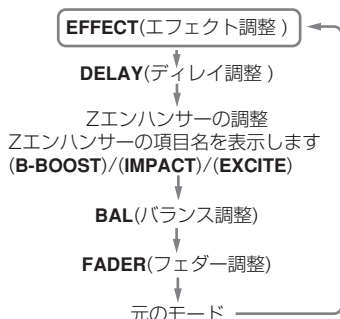 EFFECT(エフェクト調整 )
DELAY(ディレイ調整 )
Zエンハンサーの調整
Zエンハンサーの項目名を表示します
(B-BOOST)/(IMPACT)/(EXCITE)
BAL(バランス調整)
FADER(フェダー調整)
元のモード